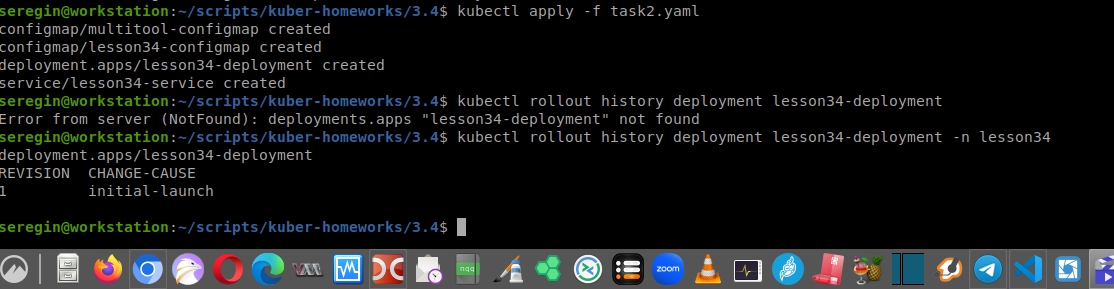 seregin@workstation:~/scripts/kuber-homeworks/3.4$ kubectl apply -f task2.yaml
configmap/multitool-configmap created
configmap/lesson34-configmap created
deployment.apps/lesson34-deployment created
service/lesson34-service created
seregin@workstation:~/scripts/kuber-homeworks/3.4$ kubectl rollout history deployment lesson34-deployment
Error from server (NotFound): deployments.apps "lesson34-deployment" not found
seregin@workstation:~/scripts/kuber-homeworks/3.4$ kubectl rollout history deployment lesson34-deployment -n lesson34
deployment.apps/lesson34-deployment
REVISION  CHANGE-CAUSE
1         initial-launch
seregin@workstation:~/scripts/kuber-homeworks/3.4$
nqq
zoom